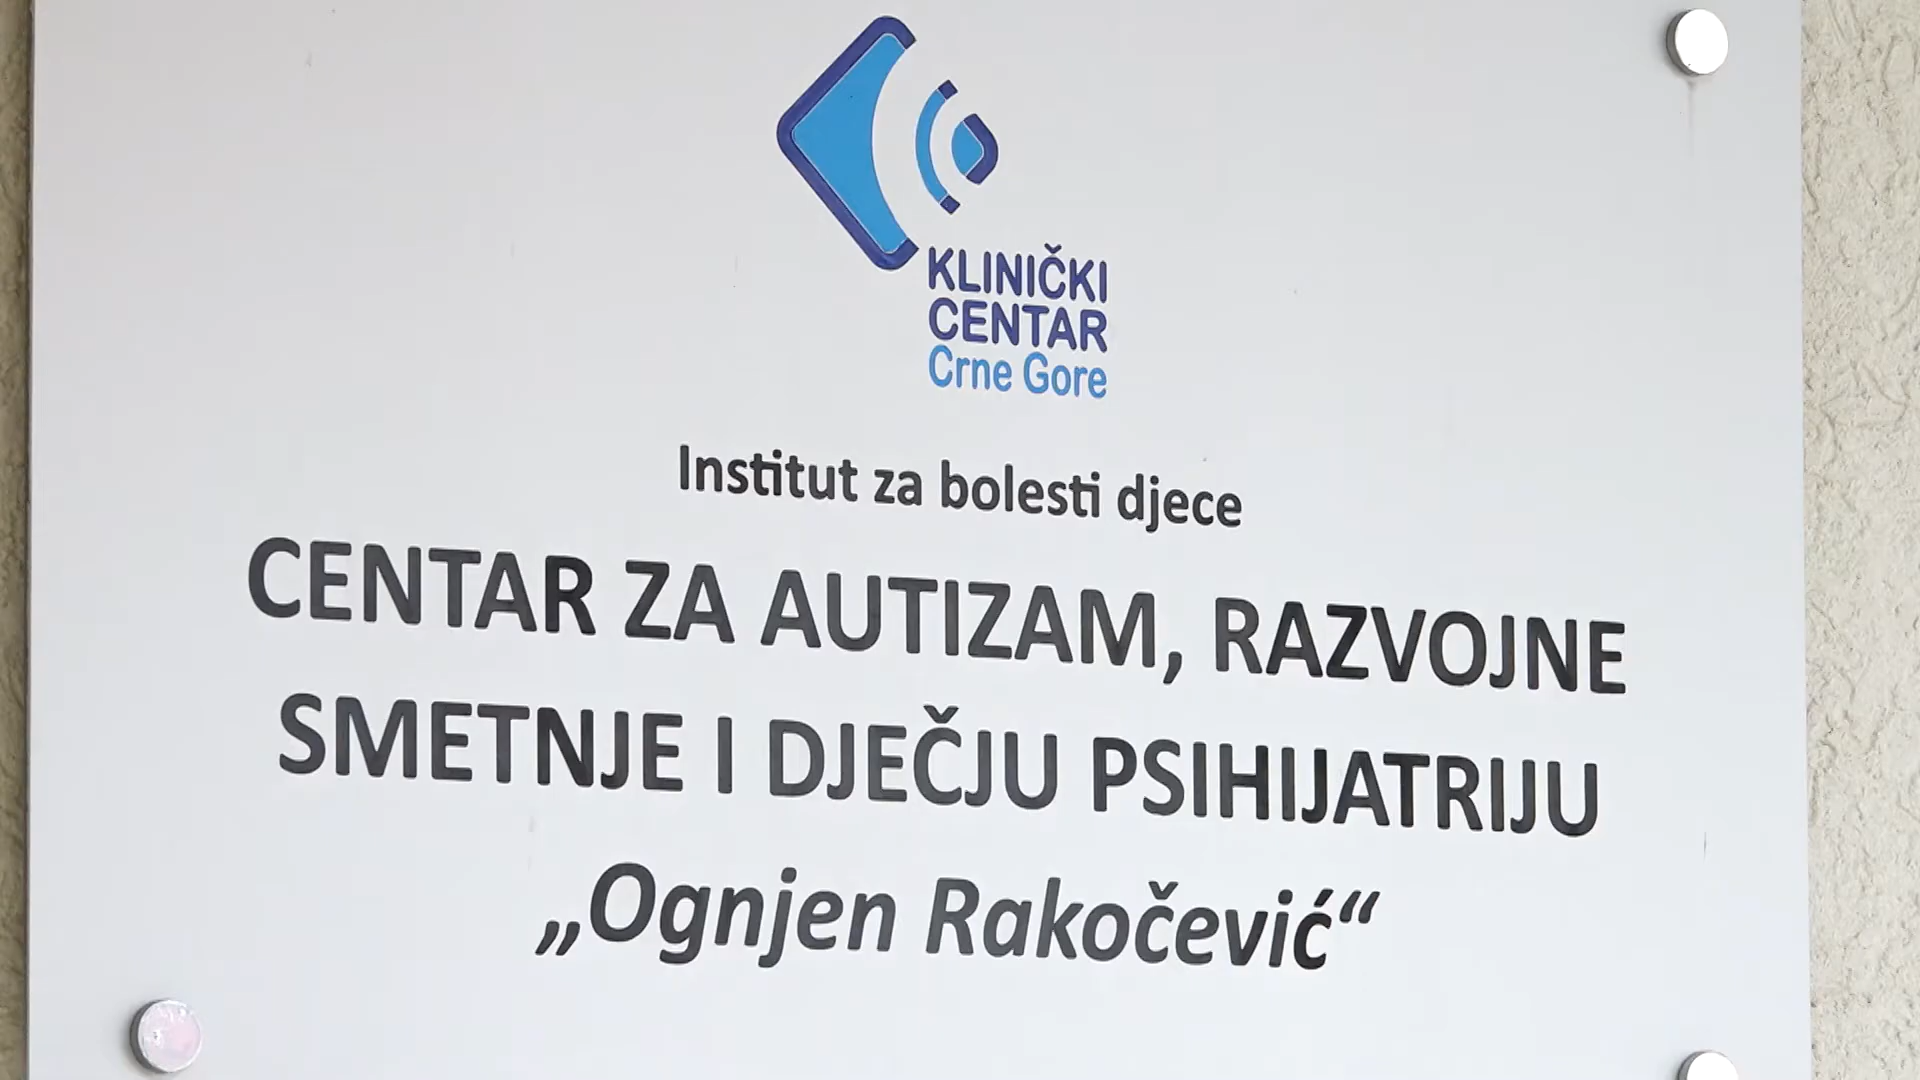 KLINIČKI
CENTAR
Crne Gore
Institut za bolesti djece
CENTAR ZA AUTIZAM, RAZVOJNE
SMETNJE I DJEČJU PSIHIJATRIJU
„Ognjen Rakočević“